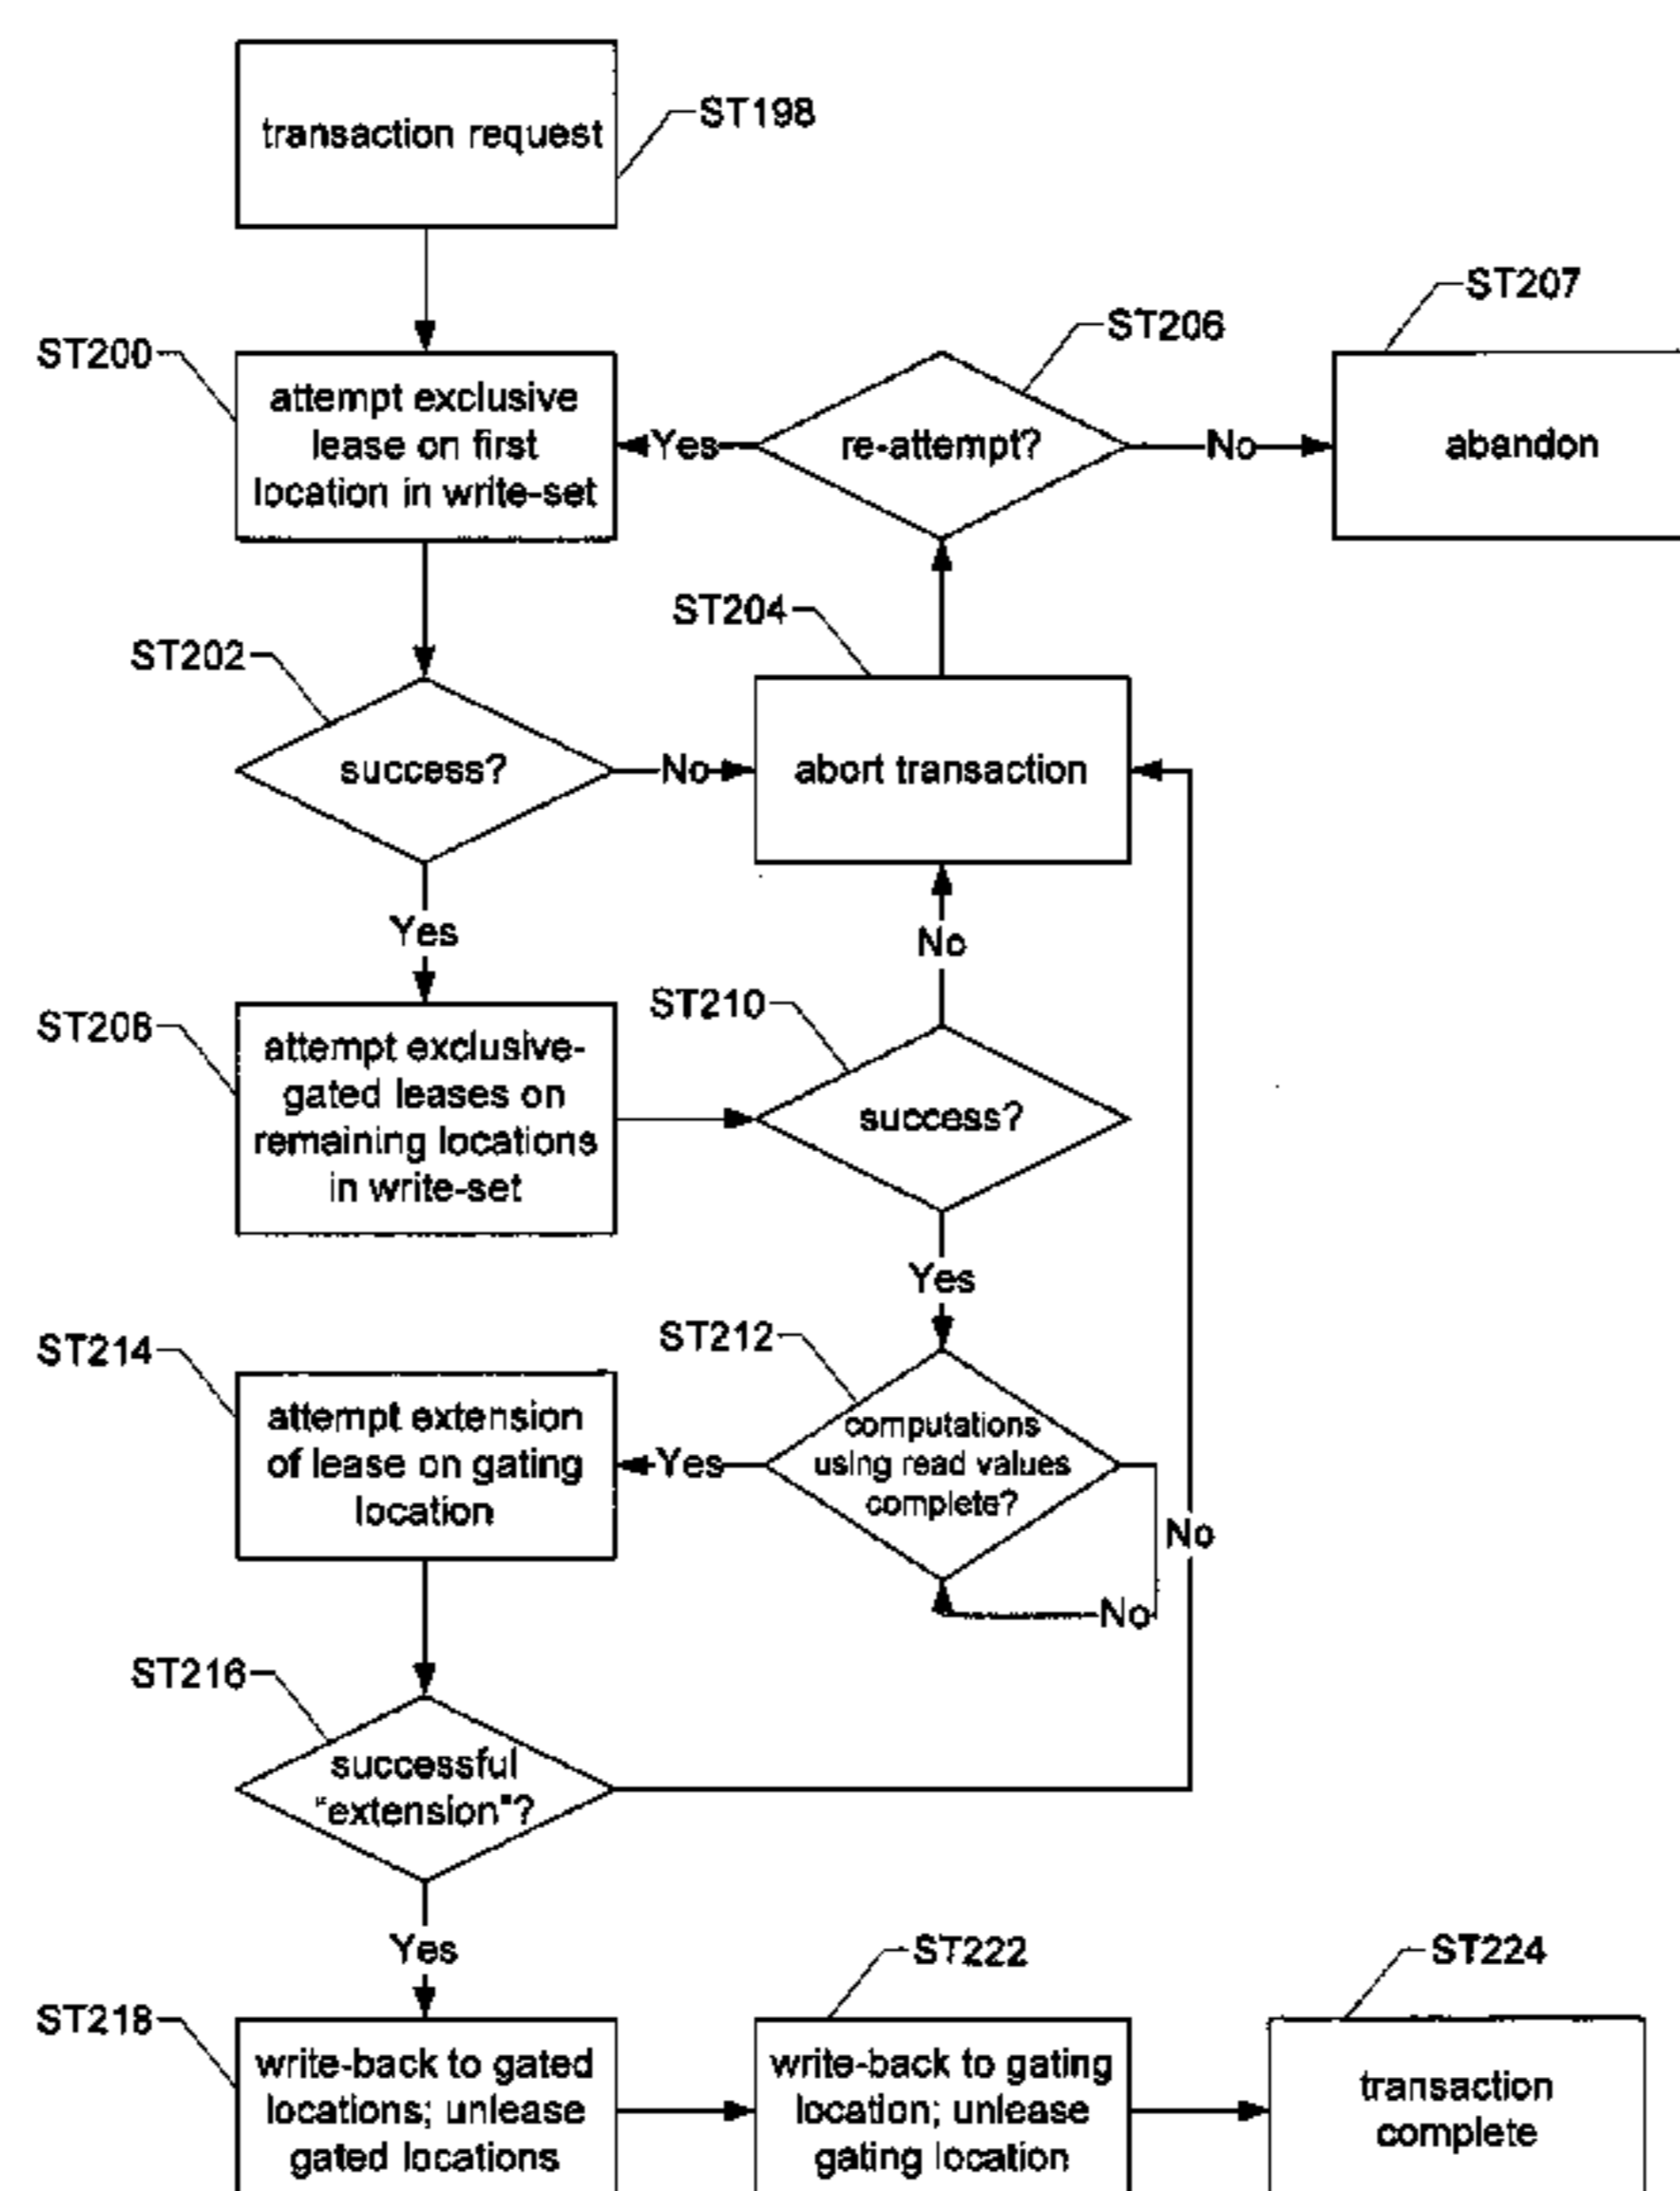 transaction request
ST198
ST207
ST206
ST200
attempt exclusive
lease on first
location in write-set
Yes
re-attempt?
No
abandon
ST204
ST202
success?
No
abort transaction
Yes
No
ST210
ST208
attempt exclusive-
gated leases on
remaining locations
in write-set
success?
Yes
ST212
ST214
attempt extension
of lease on gating
location
Yes
computations
using read values
complete?
No
No
ST216
successful
"extension"?
Yes
ST222
ST224
ST218
write-back to gated
locations; unlease
gated locations
write-back to gating
location; unlease
gating location
transaction
complete